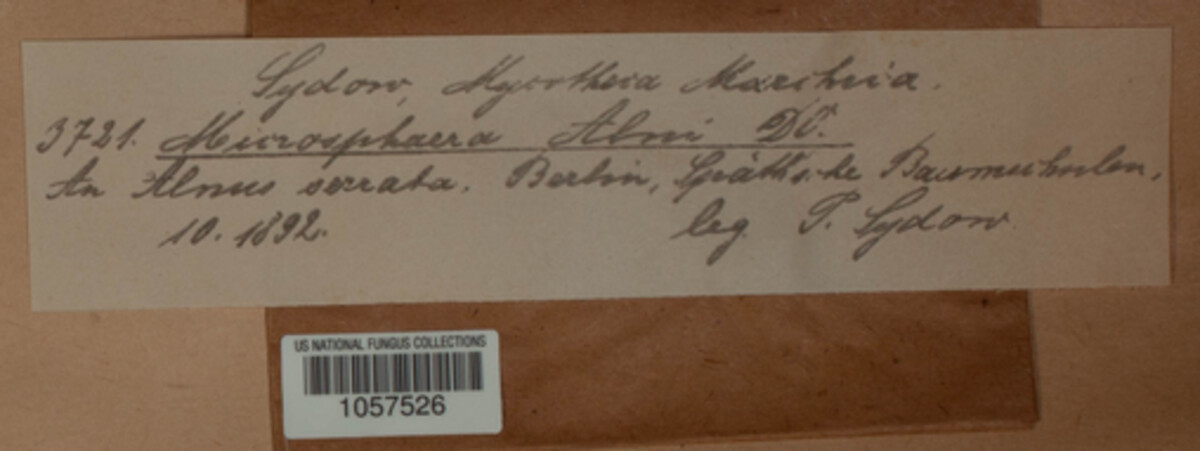 Sydow, Mycotheca Marchica.
3721. Microsphaera Alni DC.
An Alnus serrata. Berlin, Späth'sche Baumschulen,
10. 1892. leg. P. Sydow.
US NATIONAL FUNGUS COLLECTIONS
1057526